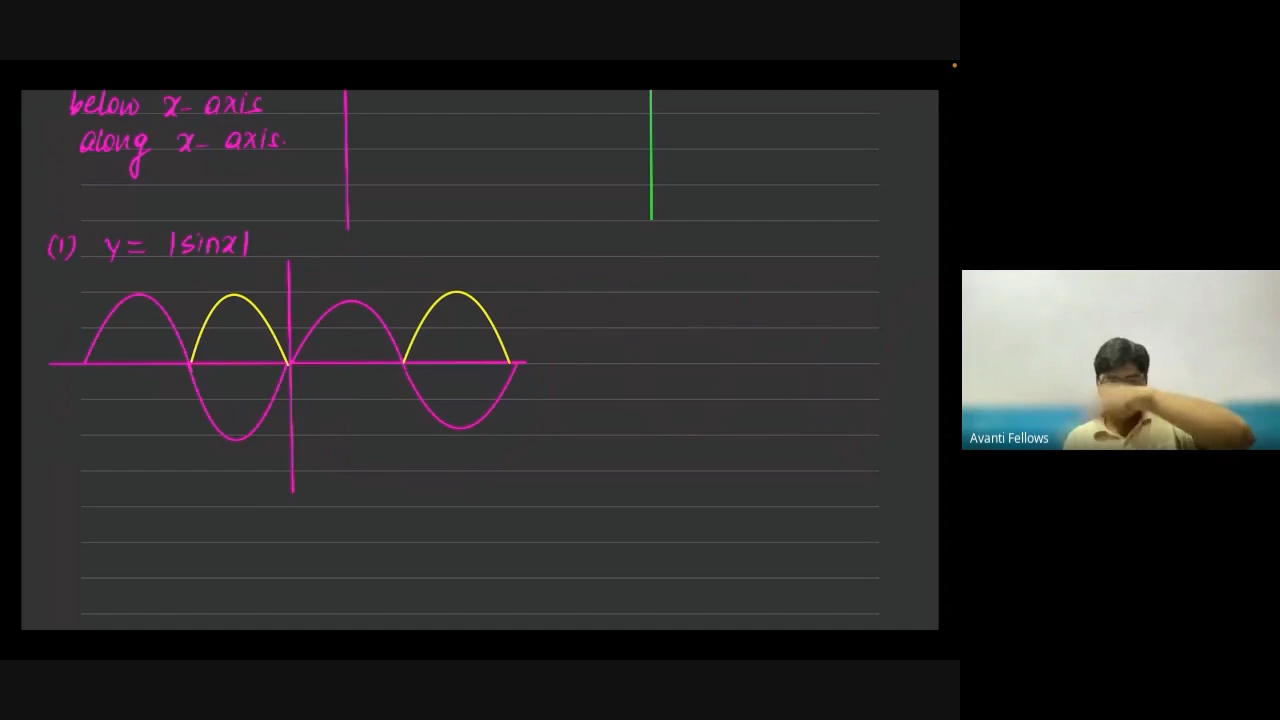 below x- axis
along x- axis.
(1) y = |sinx|
Avanti Fellows